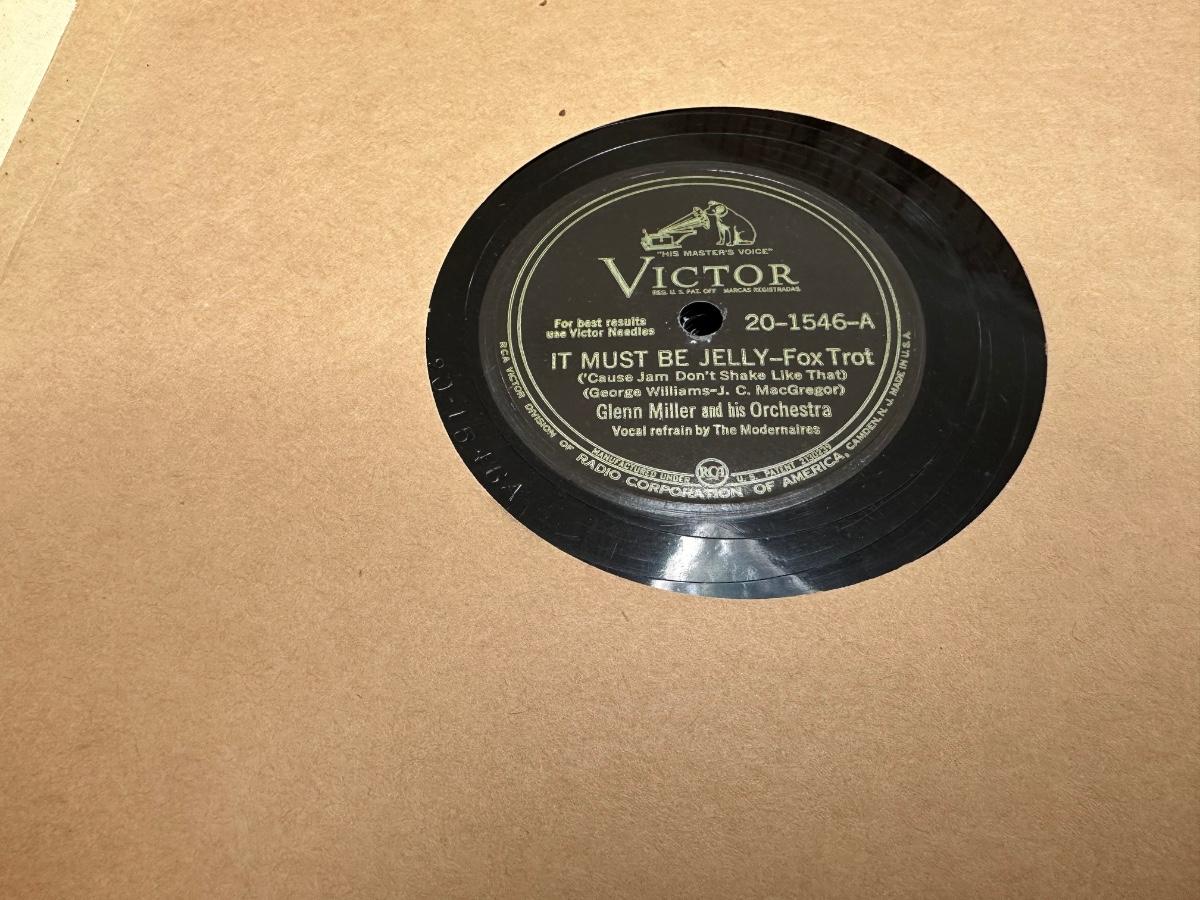 "HIS MASTER'S VOICE"
VICTOR
REG. U. S. PAT. OFF. MARCAS REGISTRADAS
For best results
use Victor Needles
20-1546-A
IT MUST BE JELLY-Fox Trot
('Cause Jam Don't Shake Like That)
(George Williams-J. C. MacGregor)
Glenn Miller and his Orchestra
Vocal refrain by The Modernaires
MANUFACTURED UNDER RCA U. S. PATENT 2130239
RCA VICTOR DIVISION OF RADIO CORPORATION OF AMERICA, CAMDEN, N. J. MADE IN U.S.A.
20-1546A